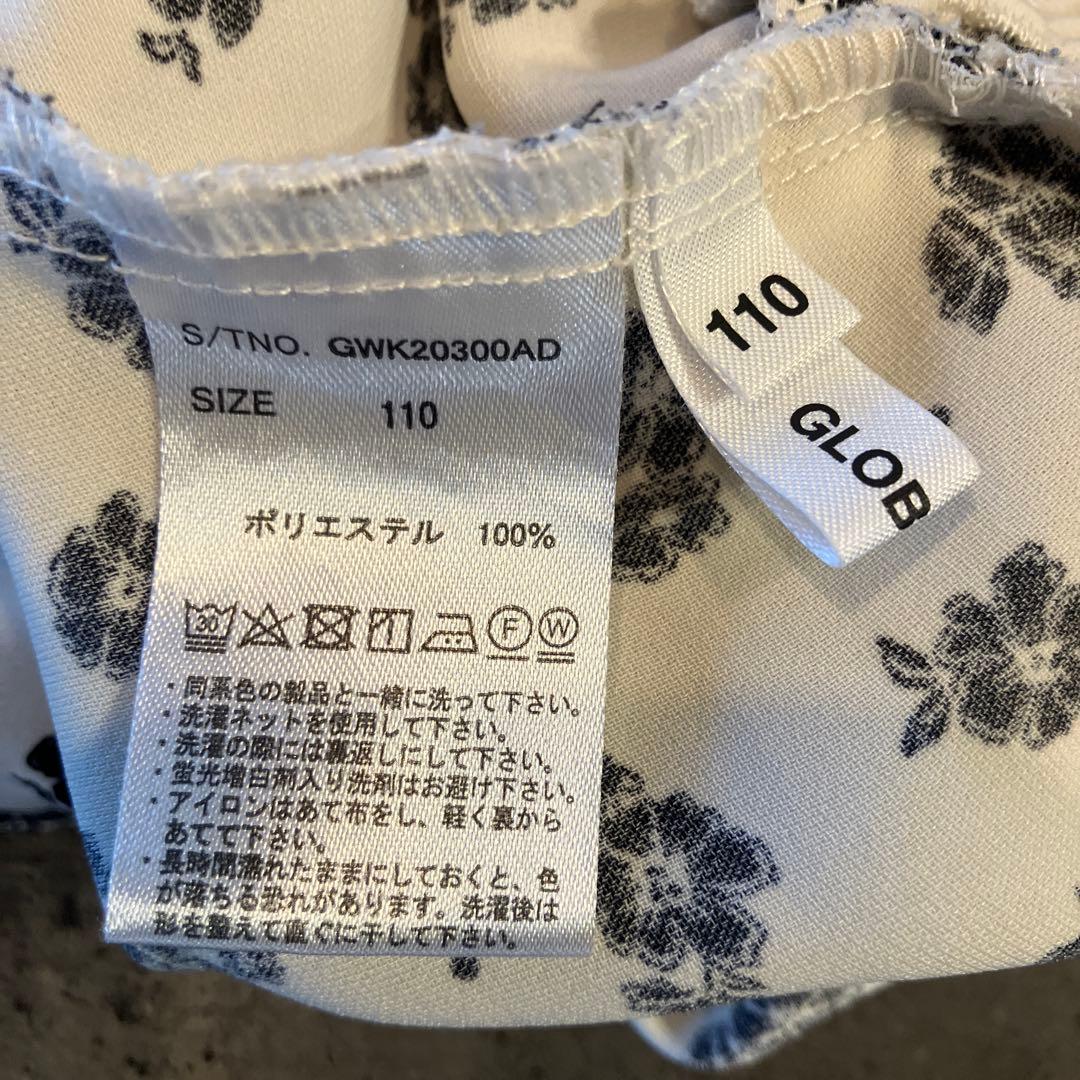 S/TNO. GWK20300AD
SIZE 110
ポリエステル 100%
30 F W
・同系色の製品と一緒に洗って下さい。
・洗濯ネットを使用して下さい。
・洗濯の際には裏返しにして下さい。
・蛍光増白剤入り洗剤はお避け下さい。
・アイロンはあて布をし、軽く裏から
あてて下さい。
・長時間濡れたままにしておくと、色
が落ちる恐れがあります。洗濯後は
形を整えて直ぐに干して下さい。
110
GLOB